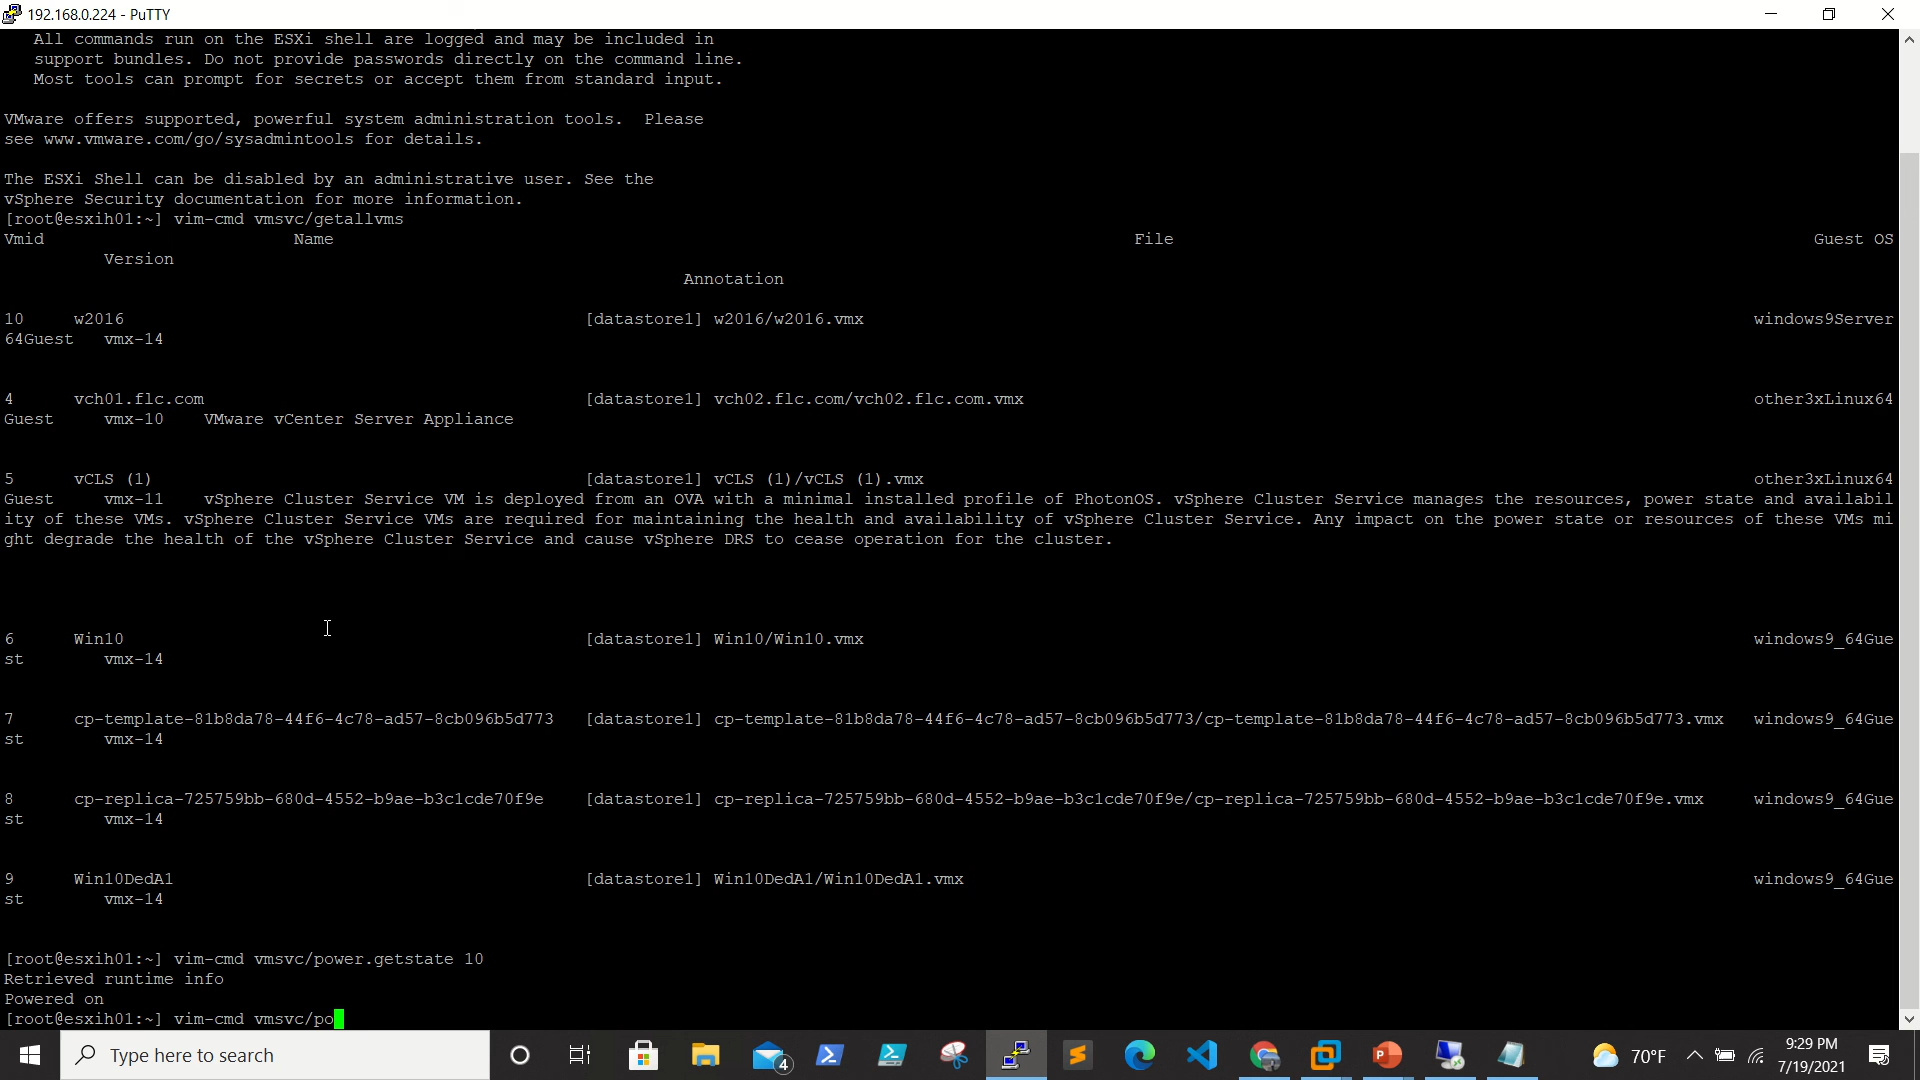 192.168.0.224 - PuTTY
All commands run on the ESXi shell are logged and may be included in
support bundles. Do not provide passwords directly on the command line.
Most tools can prompt for secrets or accept them from standard input.
VMware offers supported, powerful system administration tools.  Please
see www.vmware.com/go/sysadmintools for details.
The ESXi Shell can be disabled by an administrative user. See the
vSphere Security documentation for more information.
[root@esxih01:~] vim-cmd vmsvc/getallvms
Vmid Name File Guest OS
Version
Annotation
10 w2016 [datastore1] w2016/w2016.vmx windows9Server
64Guest vmx-14
4 vch01.flc.com [datastore1] vch02.flc.com/vch02.flc.com.vmx other3xLinux64
Guest vmx-10 VMware vCenter Server Appliance
5 vCLS (1) [datastore1] vCLS (1)/vCLS (1).vmx other3xLinux64
Guest vmx-11 vSphere Cluster Service VM is deployed from an OVA with a minimal installed profile of PhotonOS. vSphere Cluster Service manages the resources, power state and availabil
ity of these VMs. vSphere Cluster Service VMs are required for maintaining the health and availability of vSphere Cluster Service. Any impact on the power state or resources of these VMs mi
ght degrade the health of the vSphere Cluster Service and cause vSphere DRS to cease operation for the cluster.
6 Win10 [datastore1] Win10/Win10.vmx windows9_64Gue
st vmx-14
7 cp-template-81b8da78-44f6-4c78-ad57-8cb096b5d773 [datastore1] cp-template-81b8da78-44f6-4c78-ad57-8cb096b5d773/cp-template-81b8da78-44f6-4c78-ad57-8cb096b5d773.vmx windows9_64Gue
st vmx-14
8 cp-replica-725759bb-680d-4552-b9ae-b3c1cde70f9e [datastore1] cp-replica-725759bb-680d-4552-b9ae-b3c1cde70f9e/cp-replica-725759bb-680d-4552-b9ae-b3c1cde70f9e.vmx windows9_64Gue
st vmx-14
9 Win10DedA1 [datastore1] Win10DedA1/Win10DedA1.vmx windows9_64Gue
st vmx-14
[root@esxih01:~] vim-cmd vmsvc/power.getstate 10
Retrieved runtime info
Powered on
[root@esxih01:~] vim-cmd vmsvc/po
Type here to search
4
70°F
9:29 PM
7/19/2021